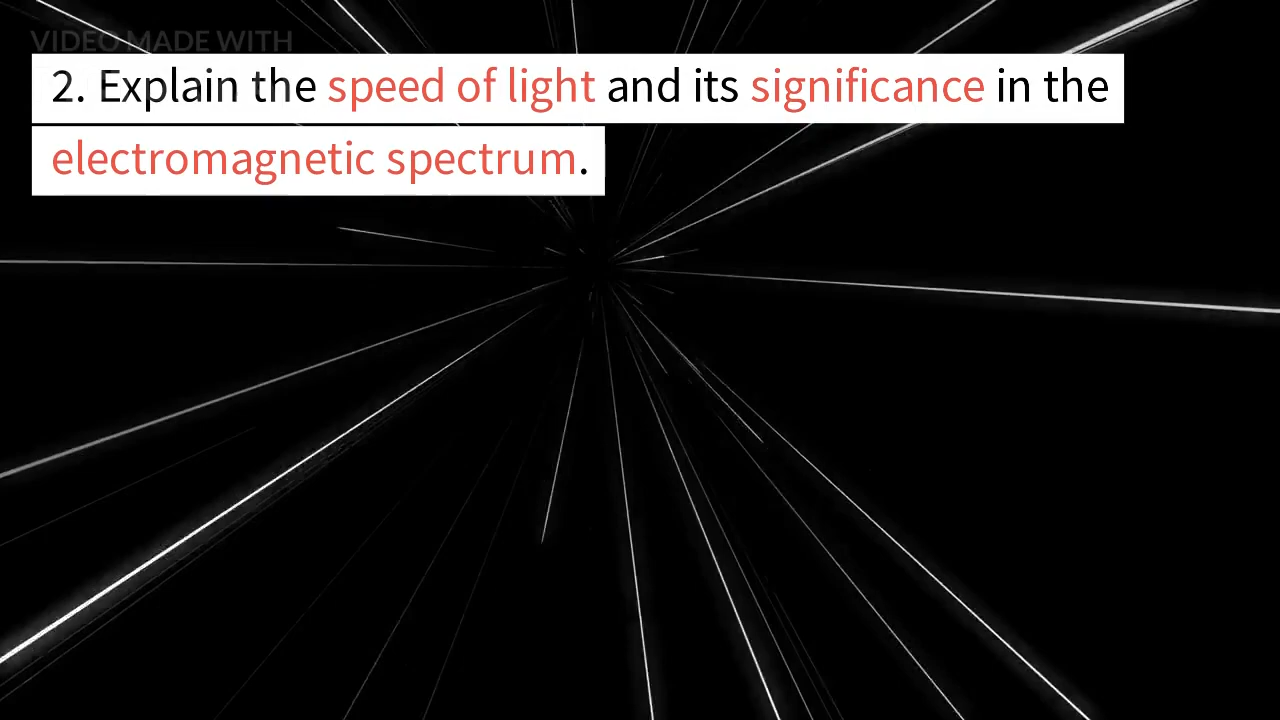 VIDEO MADE WITH
2. Explain the speed of light and its significance in the
electromagnetic spectrum.